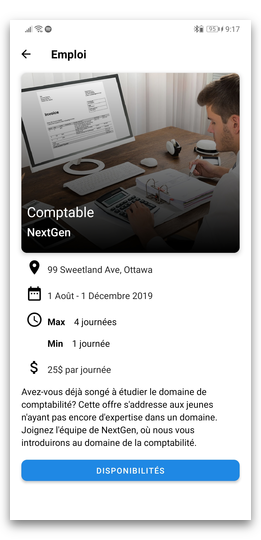 95 9:17
Emploi
Invoice
Comptable
NextGen
99 Sweetland Ave, Ottawa
1 Août - 1 Décembre 2019
Max 4 journées
Min 1 journée
25$ par journée
Avez-vous déjà songé à étudier le domaine de
comptabilité? Cette offre s'addresse aux jeunes
n'ayant pas encore d'expertise dans un domaine.
Joignez l'équipe de NextGen, où nous vous
introduirons au domaine de la comptabilité.
DISPONIBILITÉS